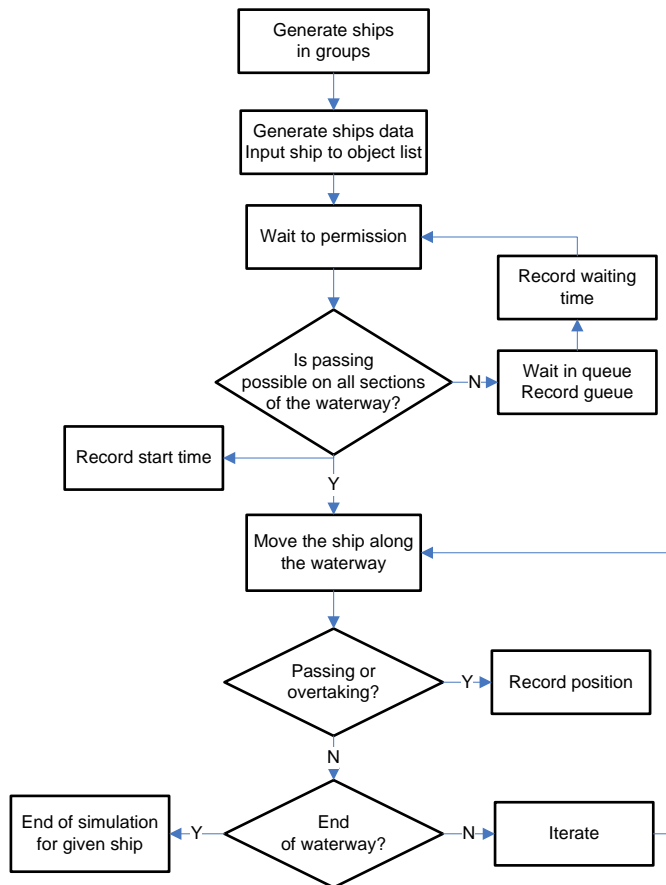 Generate ships
in groups
Generate ships data
Input ship to object list
Wait to permission
Record waiting
time
Is passing
possible on all sections
of the waterway?
N
Wait in queue
Record gueue
Record start time
Y
Move the ship along
the waterway
Passing or
overtaking?
Y
Record position
N
End of simulation
for given ship
Y
End
of waterway?
N
Iterate